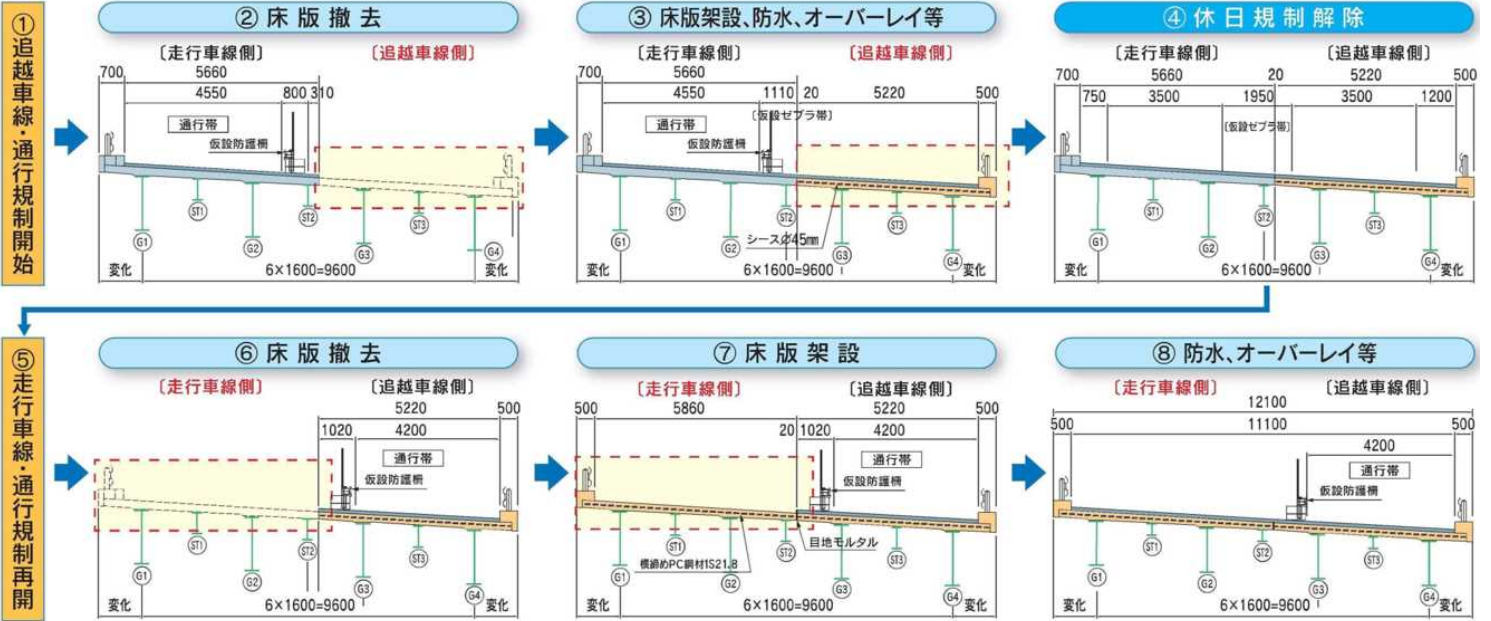 ①追越車線・通行規制開始
② 床版撤去
〔走行車線側〕 〔追越車線側〕
700 5660
4550 800 310
通行帯
仮設防護柵
ST1 ST2 ST3
G1 G2 G3 G4
変化 6×1600=9600 変化
③ 床版架設、防水、オーバーレイ等
〔走行車線側〕 〔追越車線側〕
700 5660
4550 1110 20 5220 500
通行帯 〔仮設ゼブラ帯〕
仮設防護柵
ST1 ST2 ST3
シースφ45mm
G1 G2 G3 G4
変化 6×1600=9600 変化
④ 休日規制解除
〔走行車線側〕 〔追越車線側〕
700 5660 20 5220 500
750 3500 1950 3500 1200
〔仮設ゼブラ帯〕
ST1 ST2 ST3
G1 G2 G3 G4
変化 6×1600=9600 変化
⑤走行車線・通行規制再開
⑥ 床版撤去
〔走行車線側〕 〔追越車線側〕
5220 500
1020 4200
通行帯
仮設防護柵
ST1 ST2 ST3
G1 G2 G3 G4
変化 6×1600=9600 変化
⑦ 床版架設
〔走行車線側〕 〔追越車線側〕
500 5860 5220 500
20 1020 4200
通行帯
仮設防護柵
ST1 ST2 目地モルタル ST3
横締めPC鋼材1S21.8
G1 G2 G3 G4
変化 6×1600=9600 変化
⑧ 防水、オーバーレイ等
〔走行車線側〕 〔追越車線側〕
12100
500 11100 500
4200
通行帯
仮設防護柵
ST1 ST2 ST3
G1 G2 G3 G4
変化 6×1600=9600 変化